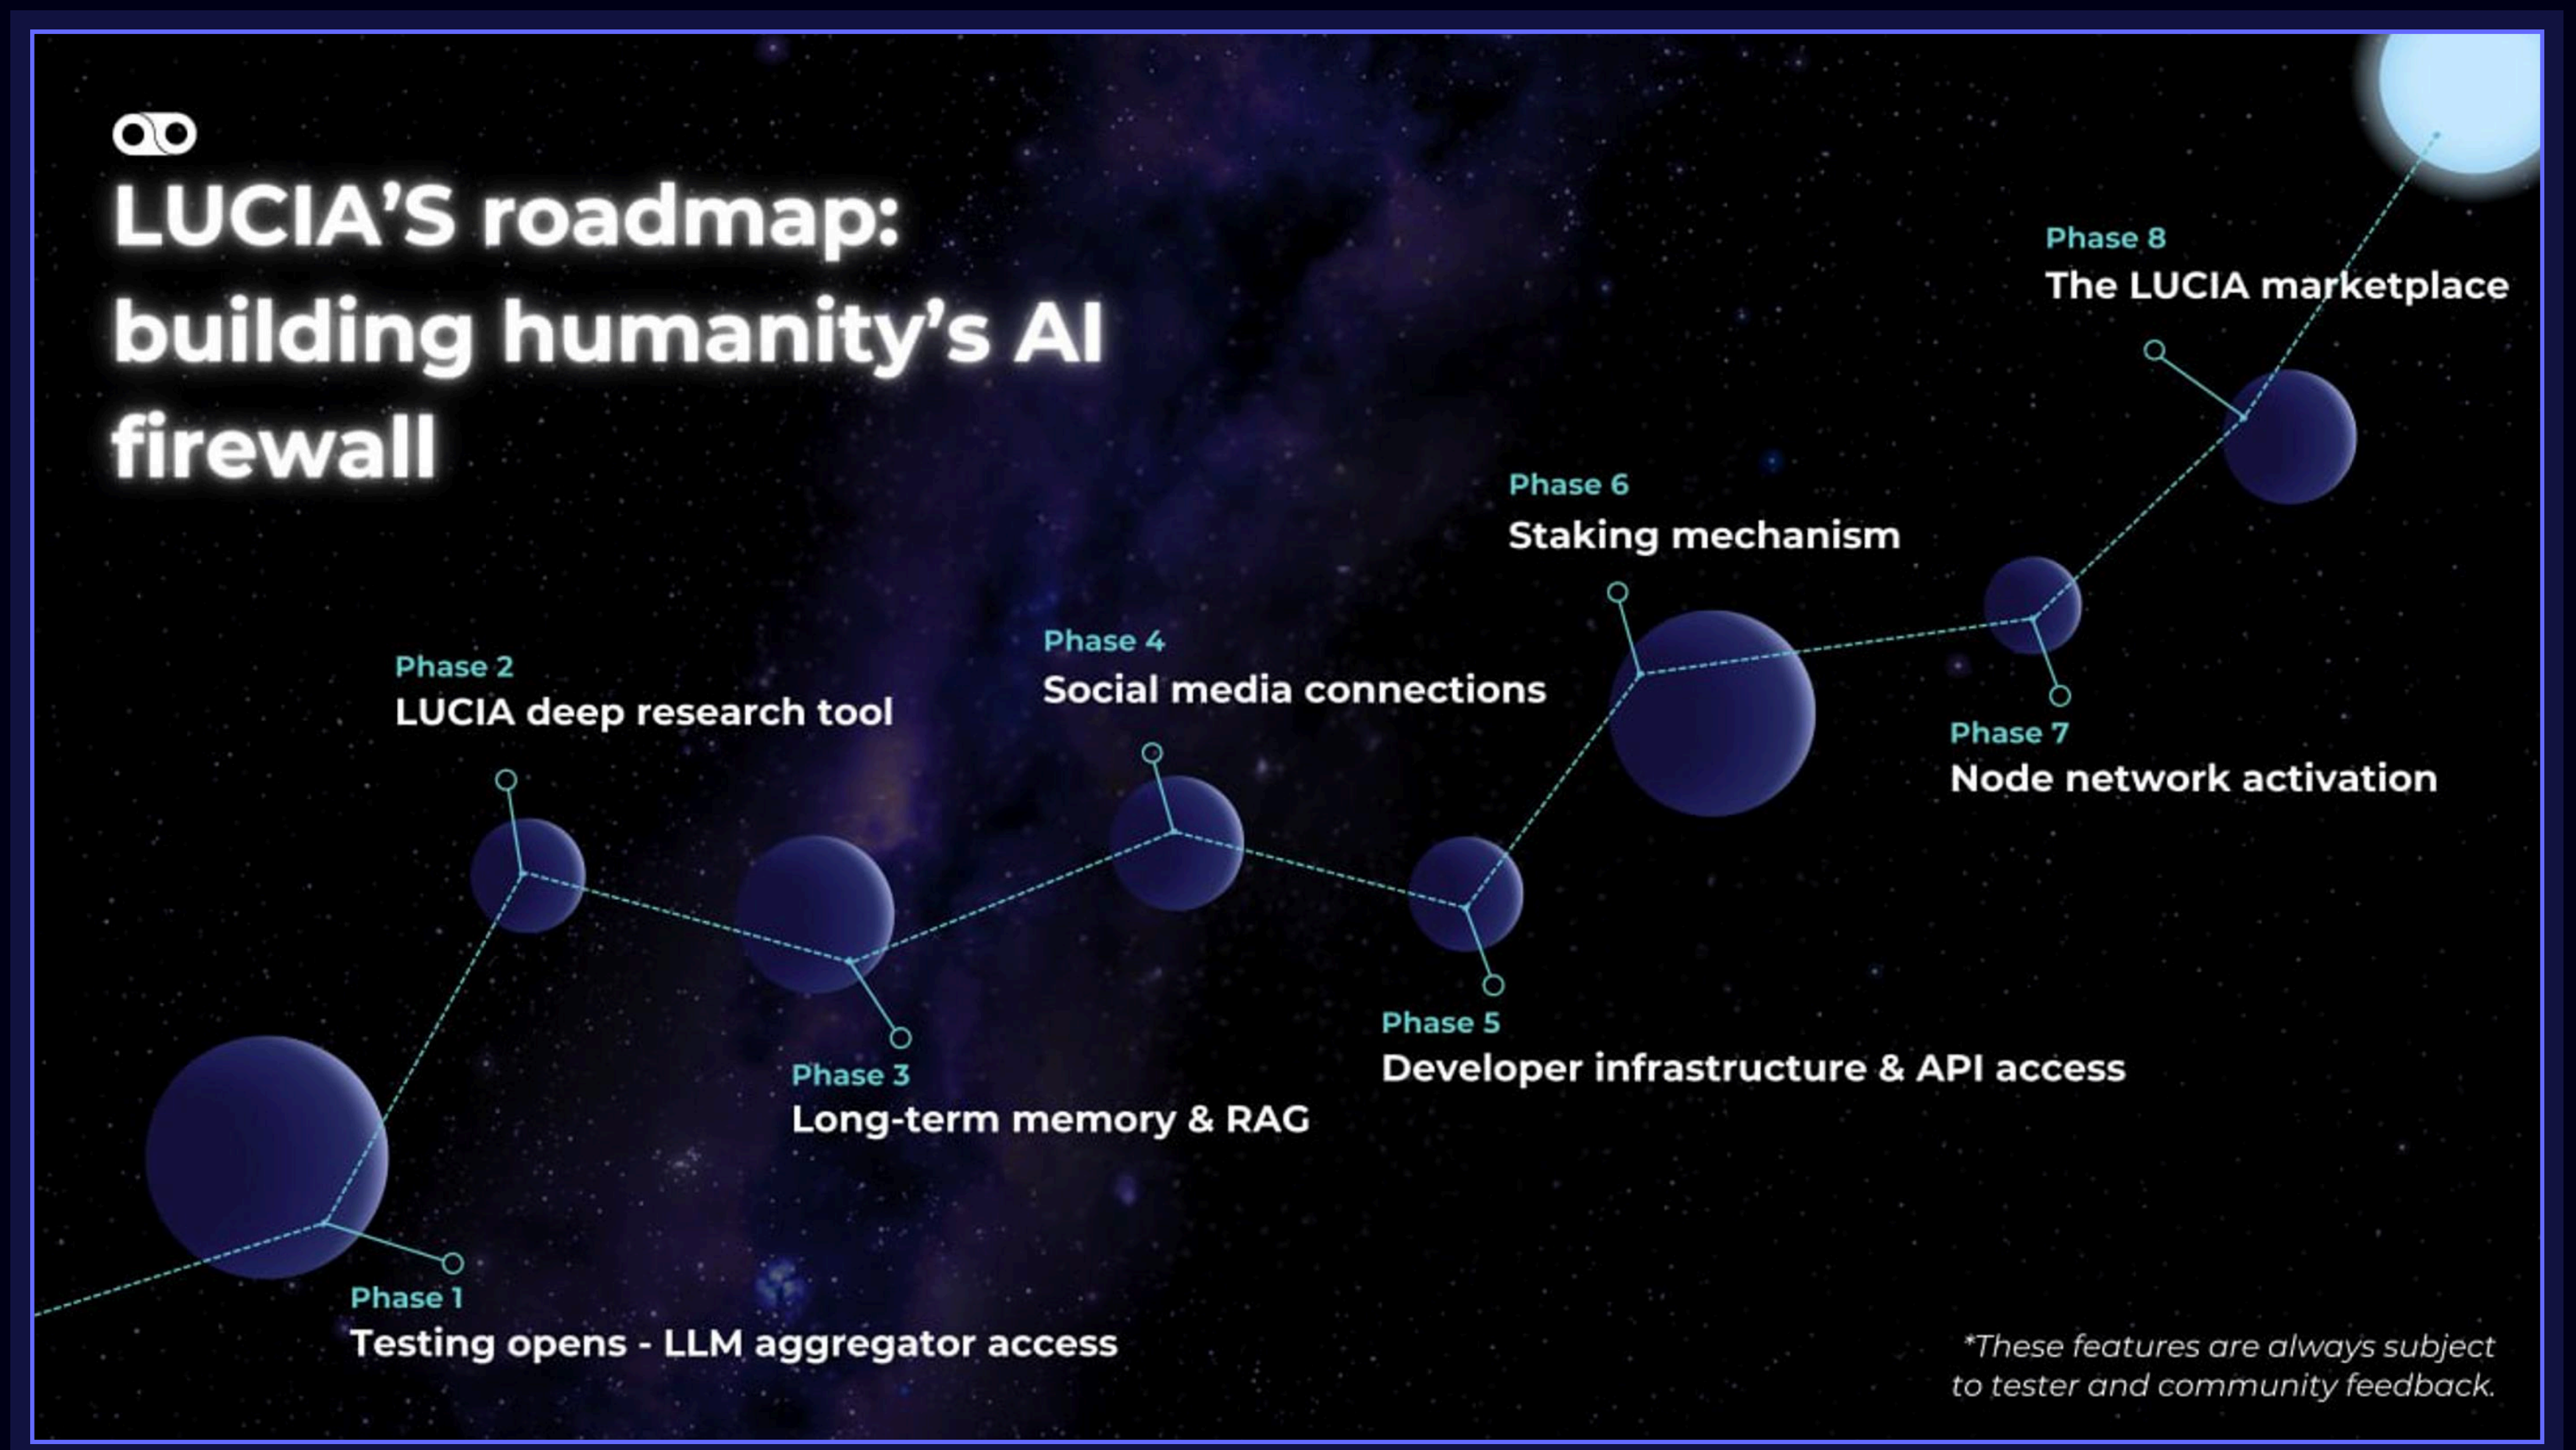 LUCIA’S roadmap:
building humanity’s AI
firewall
Phase 1
Testing opens - LLM aggregator access
Phase 2
LUCIA deep research tool
Phase 3
Long-term memory & RAG
Phase 4
Social media connections
Phase 5
Developer infrastructure & API access
Phase 6
Staking mechanism
Phase 7
Node network activation
Phase 8
The LUCIA marketplace
*These features are always subject
to tester and community feedback.